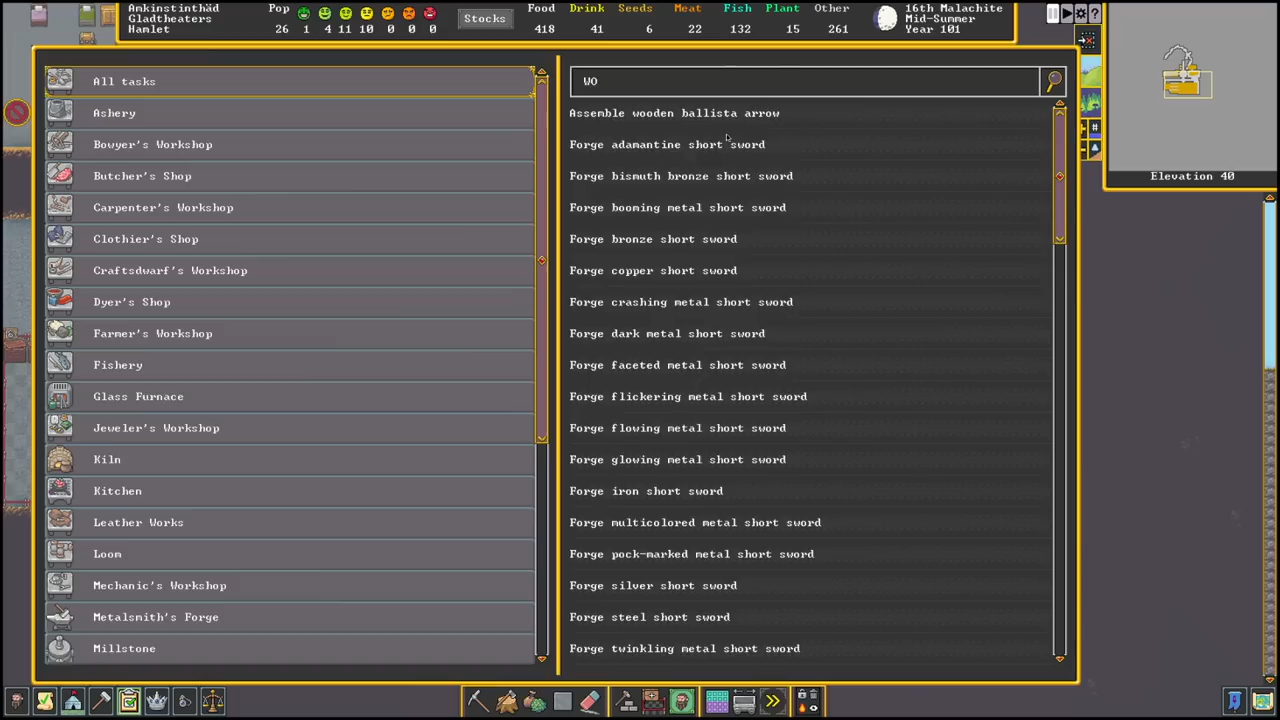 Amkinstinthäd
Gladtheaters
Hamlet
Pop
26 1 4 11 10 0 0 0
Stocks
Food Drink Seeds Meat Fish Plant Other
418 41 6 22 132 15 261
16th Malachite
Mid-Summer
Year 101
Elevation 40
All tasks
Ashery
Bowyer's Workshop
Butcher's Shop
Carpenter's Workshop
Clothier's Shop
Craftsdwarf's Workshop
Dyer's Shop
Farmer's Workshop
Fishery
Glass Furnace
Jeweler's Workshop
Kiln
Kitchen
Leather Works
Loom
Mechanic's Workshop
Metalsmith's Forge
Millstone
WO
Assemble wooden ballista arrow
Forge adamantine short sword
Forge bismuth bronze short sword
Forge booming metal short sword
Forge bronze short sword
Forge copper short sword
Forge crashing metal short sword
Forge dark metal short sword
Forge faceted metal short sword
Forge flickering metal short sword
Forge flowing metal short sword
Forge glowing metal short sword
Forge iron short sword
Forge multicolored metal short sword
Forge pock-marked metal short sword
Forge silver short sword
Forge steel short sword
Forge twinkling metal short sword